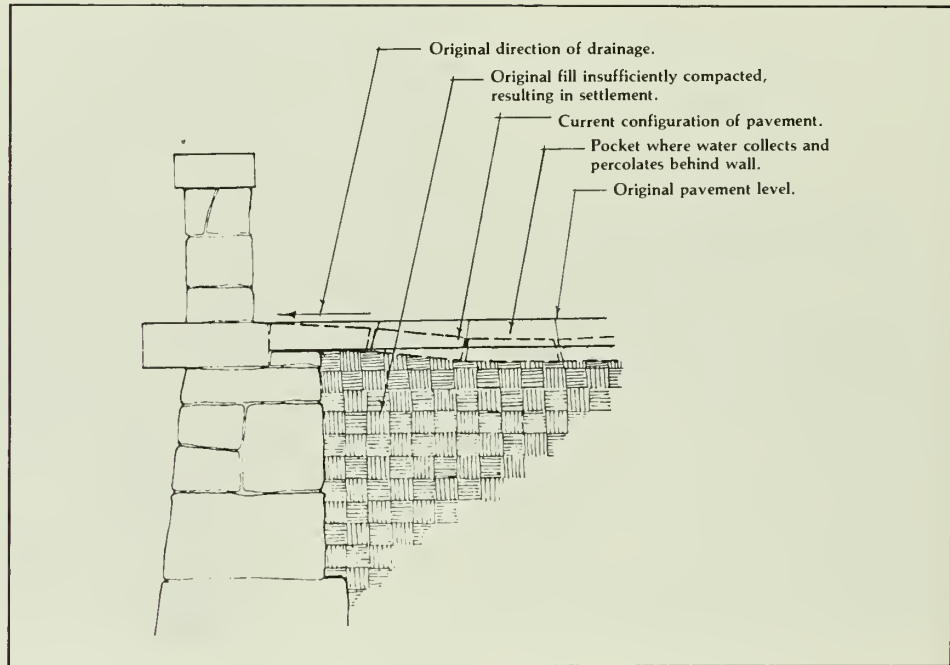 Original direction of drainage.
Original fill insufficiently compacted,
resulting in settlement.
Current configuration of pavement.
Pocket where water collects and
percolates behind wall.
Original pavement level.